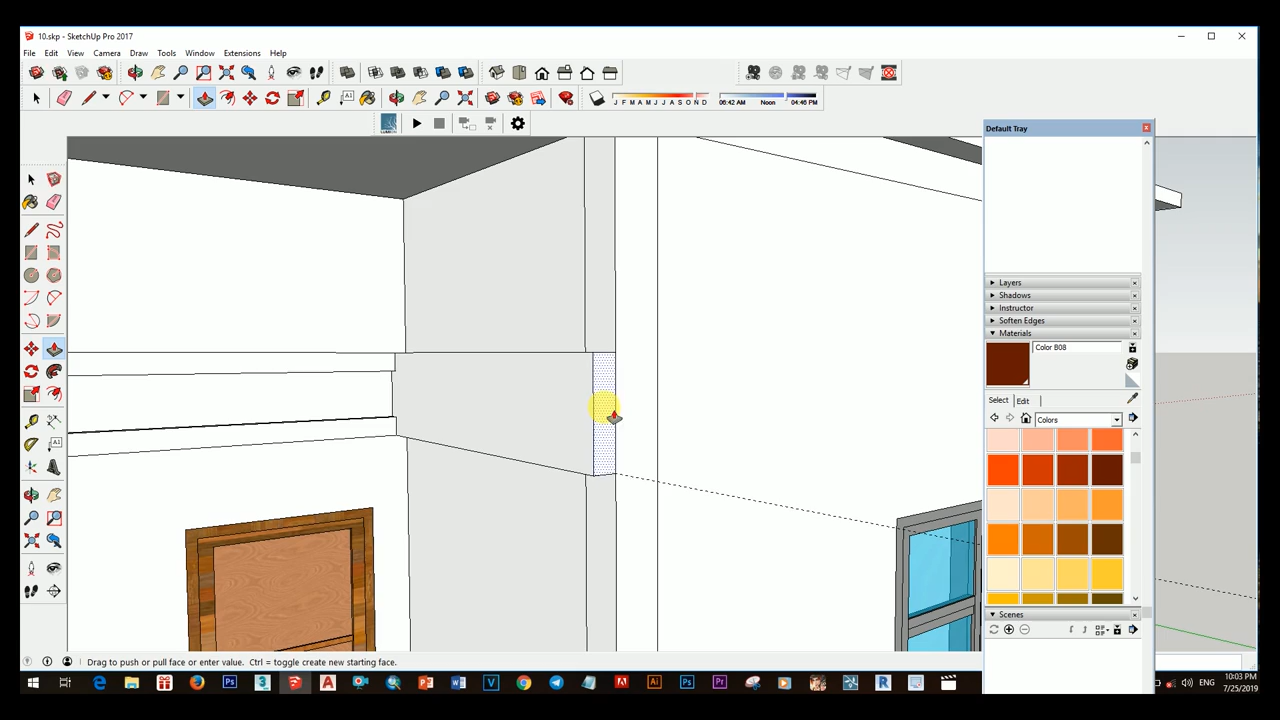 10.skp - SketchUp Pro 2017
File Edit View Camera Draw Tools Window Extensions Help
J F M A M J J A S O N D
06:42 AM Noon 04:46 PM
Default Tray
Layers
Shadows
Instructor
Soften Edges
Materials
Color B08
Select Edit
Colors
Scenes
Drag to push or pull face or enter value. Ctrl = toggle create new starting face.
ENG
10:03 PM
7/25/2019